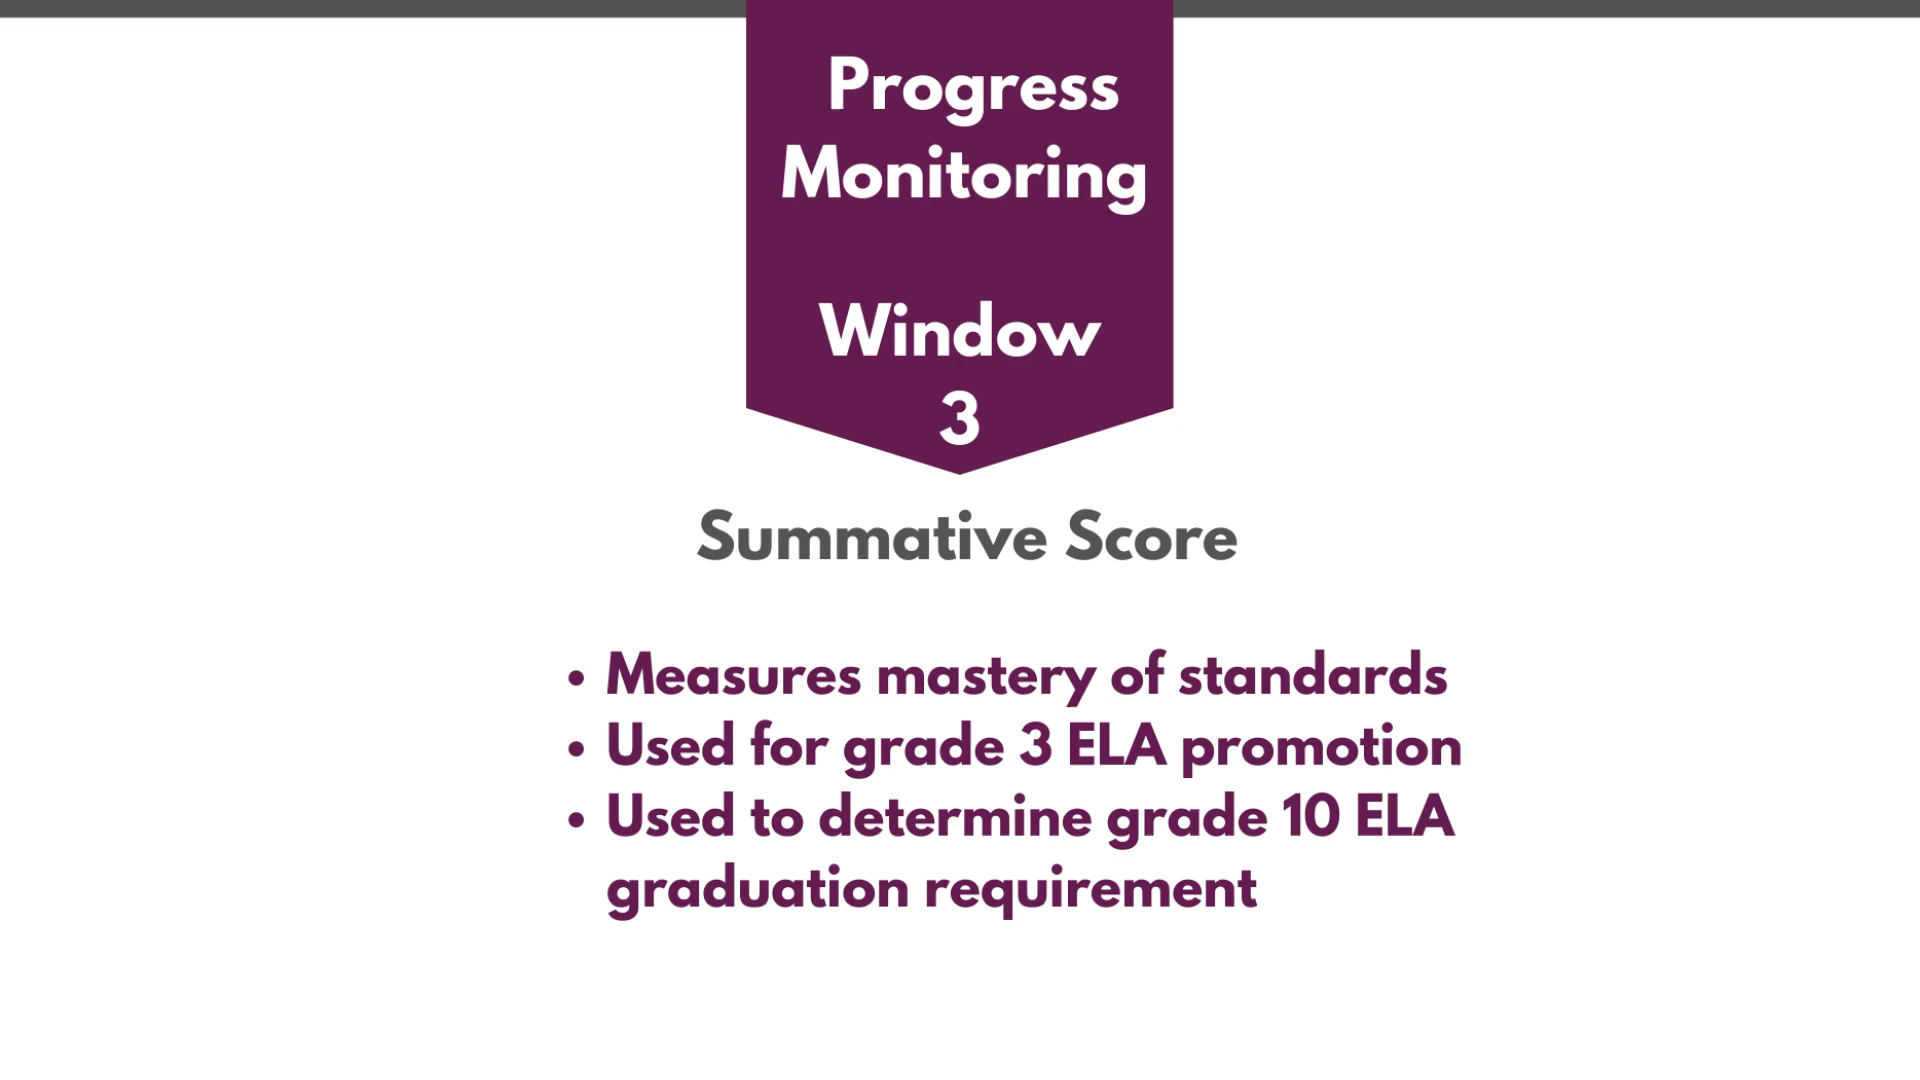 Progress
Monitoring
Window
3
Summative Score
• Measures mastery of standards
• Used for grade 3 ELA promotion
• Used to determine grade 10 ELA
graduation requirement